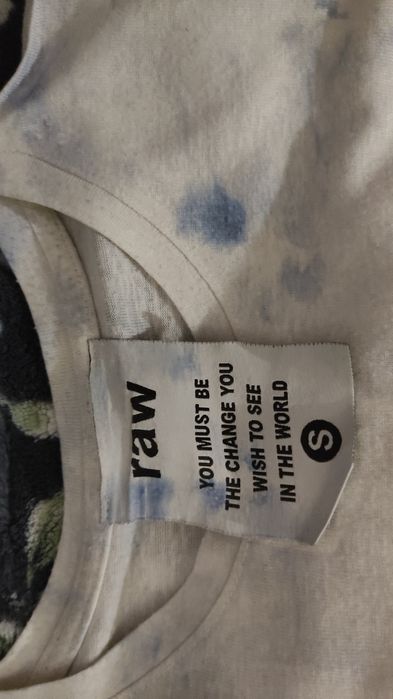 raw
YOU MUST BE
THE CHANGE YOU
WISH TO SEE
IN THE WORLD
S